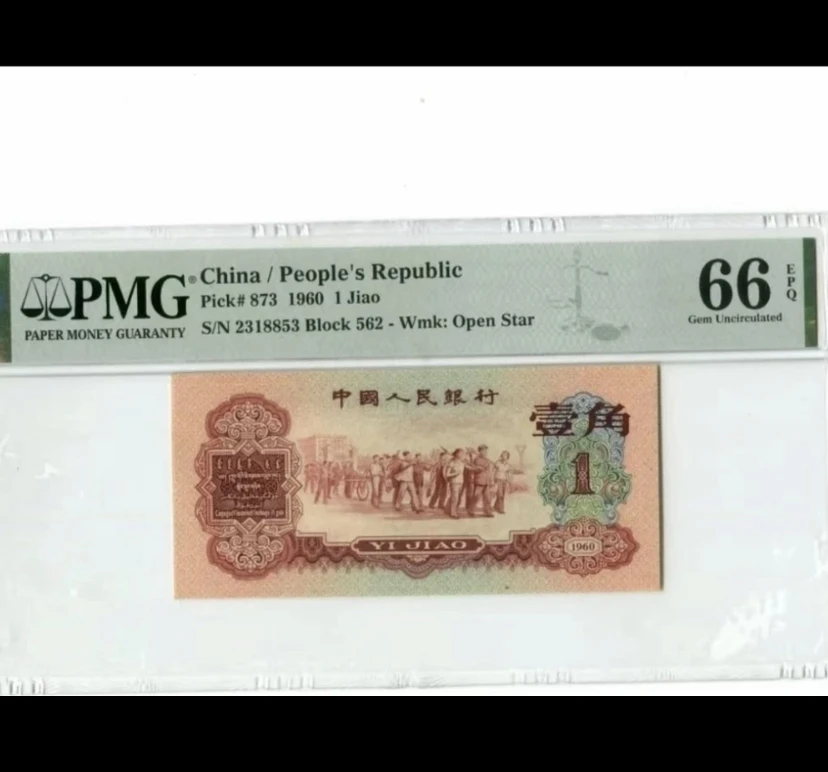 PMG®
PAPER MONEY GUARANTY
China / People's Republic
Pick# 873 1960 1 Jiao
S/N 2318853 Block 562 - Wmk: Open Star
66 EPQ
Gem Uncirculated
中國人民銀行
壹角
1
YI JIAO
1960